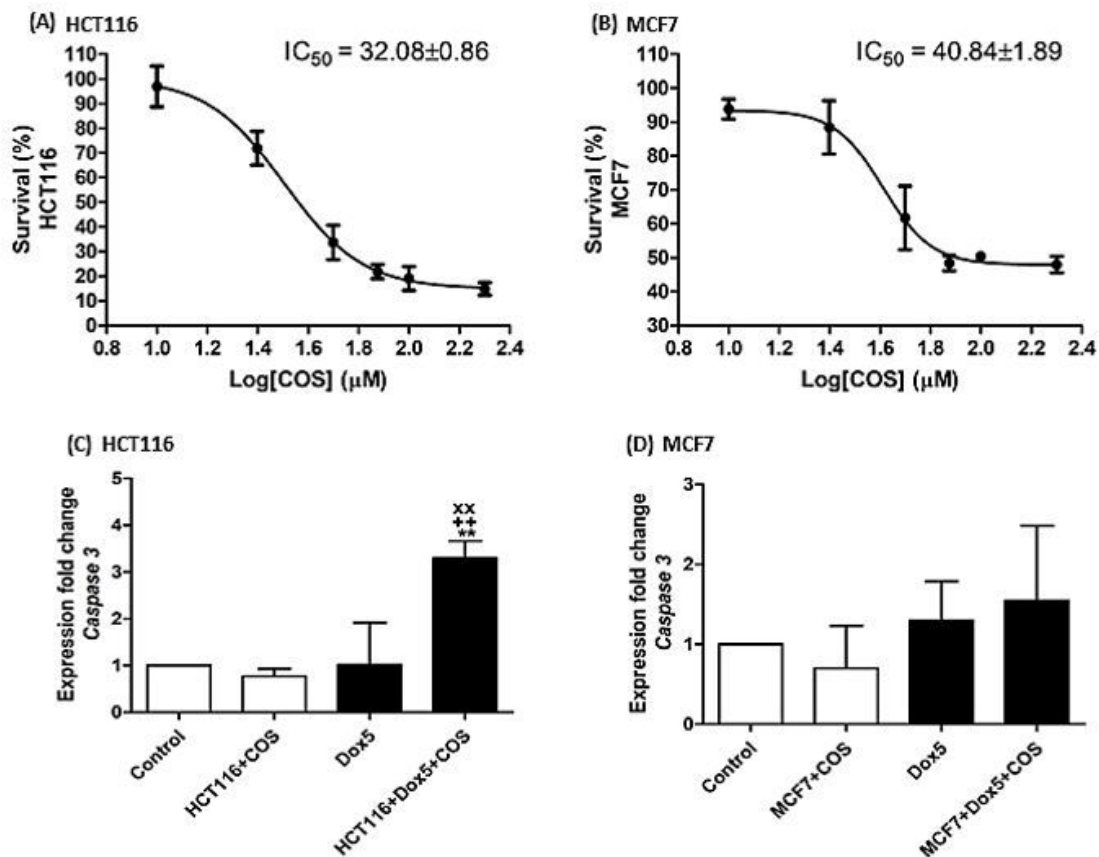 (A) HCT116
IC50 = 32.08±0.86
110
100
90
80
70
60
50
40
30
20
10
0
Survival (%)
HCT116
0.8 1.0 1.2 1.4 1.6 1.8 2.0 2.2 2.4
Log[COS] (μM)
(B) MCF7
IC50 = 40.84±1.89
110
100
90
80
70
60
50
40
30
Survival (%)
MCF7
0.8 1.0 1.2 1.4 1.6 1.8 2.0 2.2 2.4
Log[COS] (μM)
(C) HCT116
5
4
3
2
1
0
Expression fold change
Caspase 3
xx
++
**
Control
HCT116+COS
Dox5
HCT116+Dox5+COS
(D) MCF7
3
2
1
0
Expression fold change
Caspase 3
Control
MCF7+COS
Dox5
MCF7+Dox5+COS